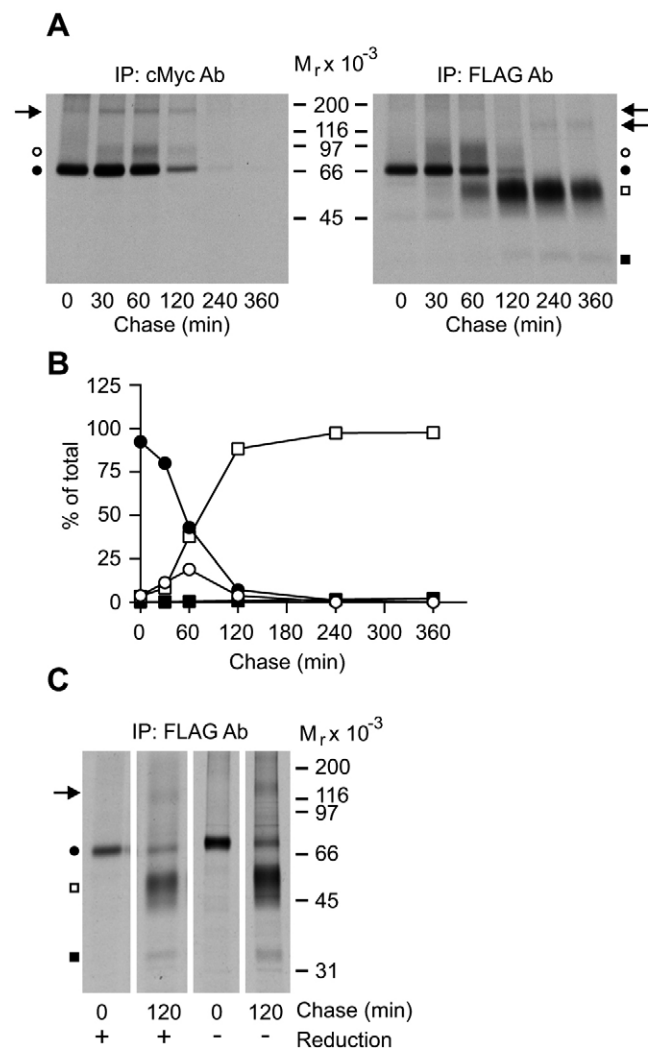 A
IP: cMyc Ab
Mr x 10-3
IP: FLAG Ab
200
116
97
66
45
0 30 60 120 240 360
Chase (min)
0 30 60 120 240 360
Chase (min)
B
% of total
125
100
75
50
25
0
0 60 120 180 240 300 360
Chase (min)
C
IP: FLAG Ab
Mr x 10-3
200
116
97
66
45
31
0 120 0 120 Chase (min)
+ + - - Reduction